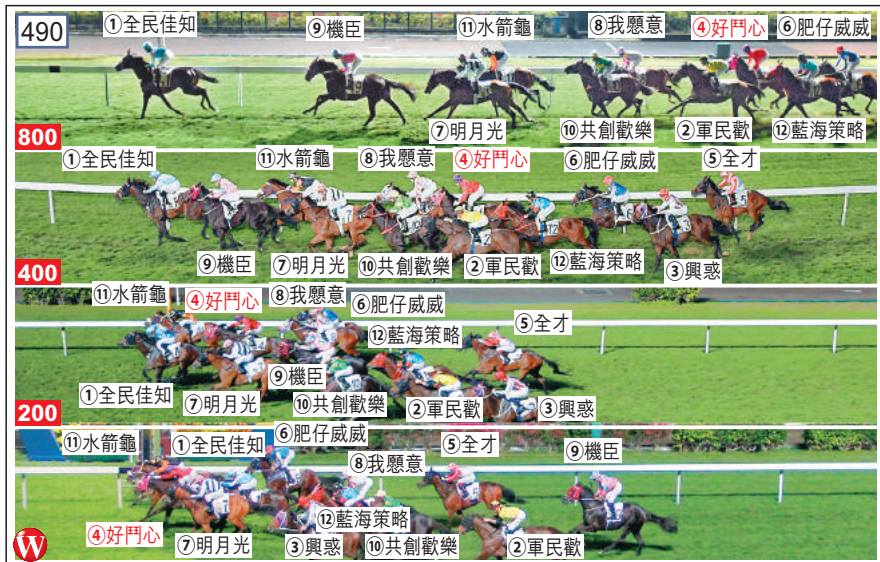 490
①全民佳知 ⑨機臣 ⑪水箭龜 ⑧我願意 ④好鬥心 ⑥肥仔威威
800
⑦明月光 ⑩共創歡樂 ②軍民歡 ⑫藍海策略
①全民佳知 ⑪水箭龜 ⑧我願意 ④好鬥心 ⑥肥仔威威 ⑤全才
400
⑨機臣 ⑦明月光 ⑩共創歡樂 ②軍民歡 ⑫藍海策略 ③興惑
⑪水箭龜 ④好鬥心 ⑧我願意 ⑥肥仔威威 ⑫藍海策略 ⑤全才
200
①全民佳知 ⑦明月光 ⑨機臣 ⑩共創歡樂 ②軍民歡 ③興惑
⑪水箭龜 ①全民佳知 ⑥肥仔威威 ⑧我願意 ⑤全才 ⑨機臣
W
④好鬥心 ⑦明月光 ③興惑 ⑫藍海策略 ⑩共創歡樂 ②軍民歡